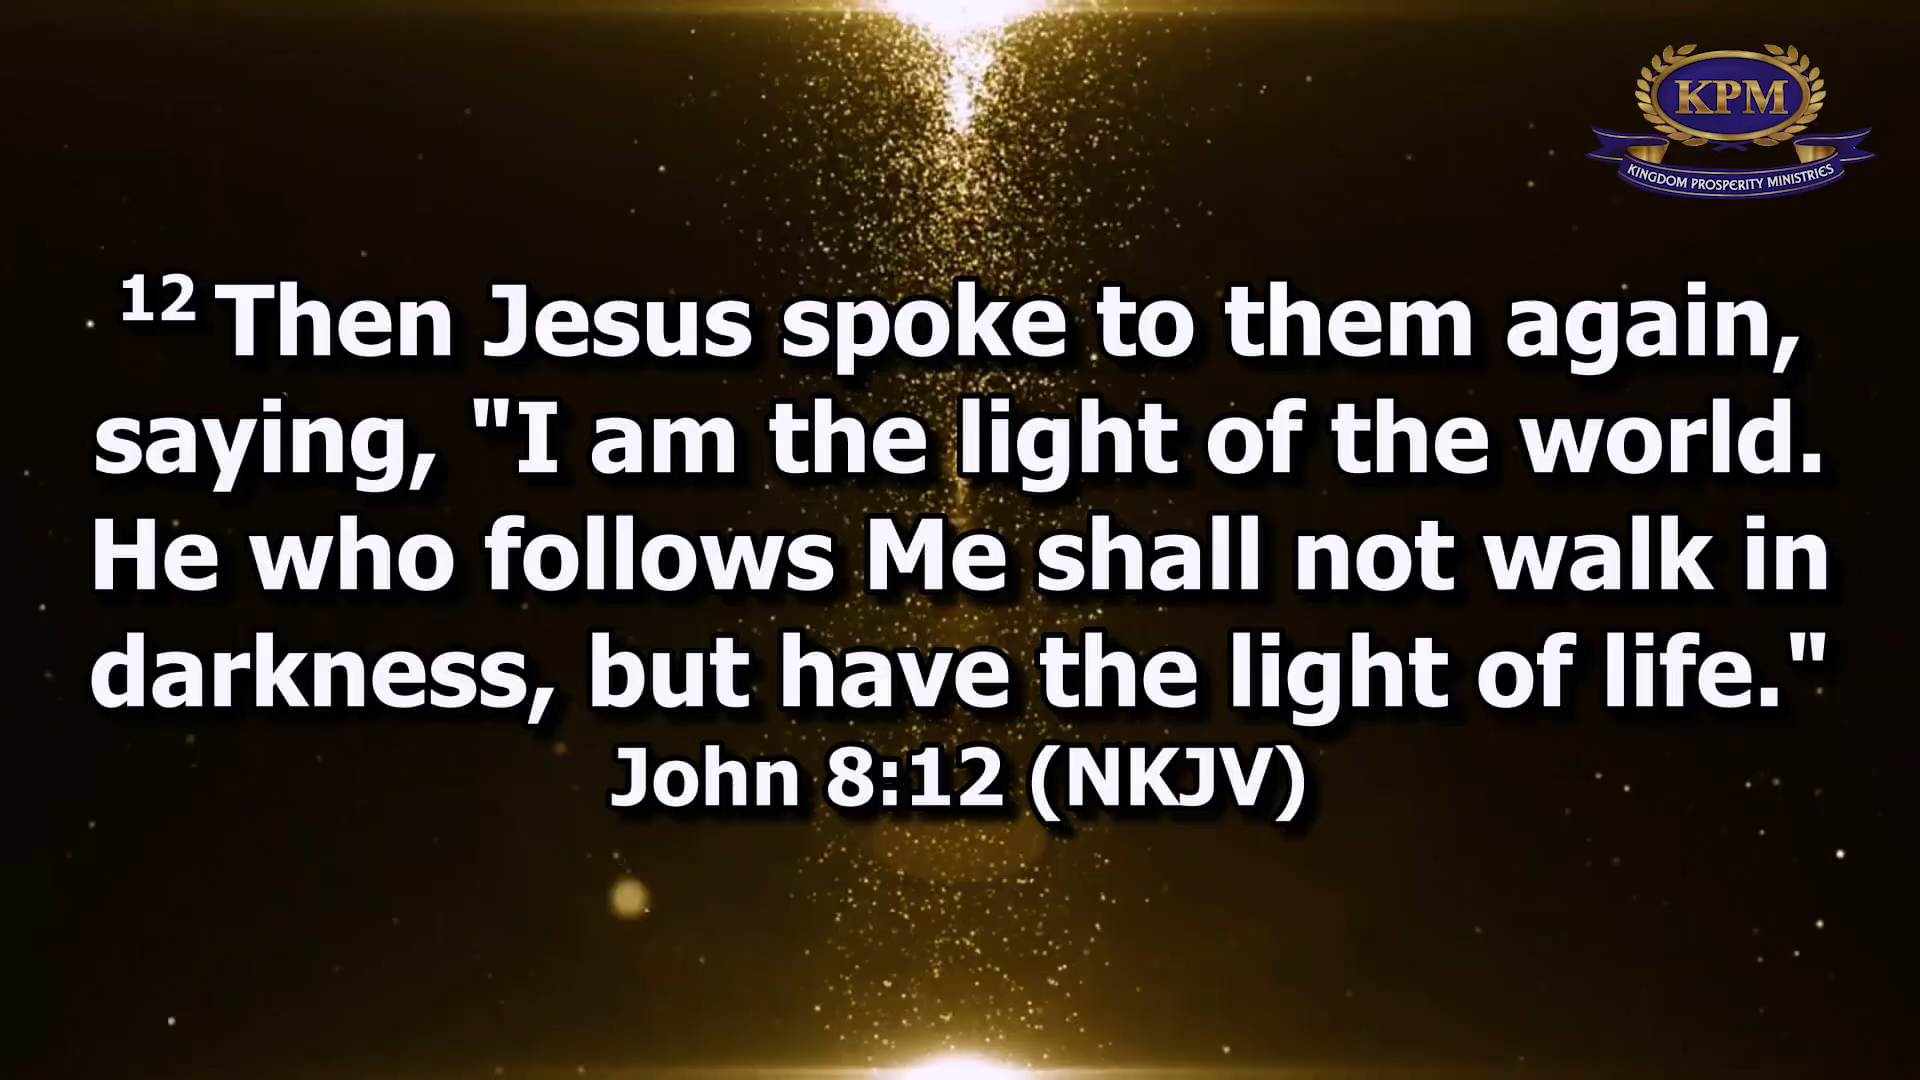 KPM
KINGDOM PROSPERITY MINISTRIES
12 Then Jesus spoke to them again,
saying, "I am the light of the world.
He who follows Me shall not walk in
darkness, but have the light of life."
John 8:12 (NKJV)